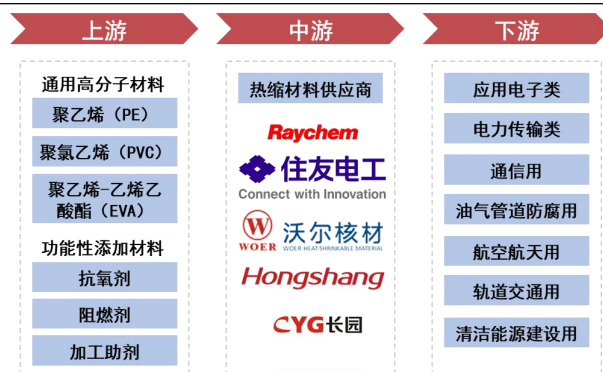 上游
中游
下游
通用高分子材料
聚乙烯（PE）
聚氯乙烯（PVC）
聚乙烯-乙烯乙
酸酯（EVA）
功能性添加材料
抗氧剂
阻燃剂
加工助剂
热缩材料供应商
Raychem
住友电工
Connect with Innovation
W
WOER
沃尔核材
WOER HEAT-SHRINKABLE MATERIAL
Hongshang
CYG长园
应用电子类
电力传输类
通信用
油气管道防腐用
航空航天用
轨道交通用
清洁能源建设用